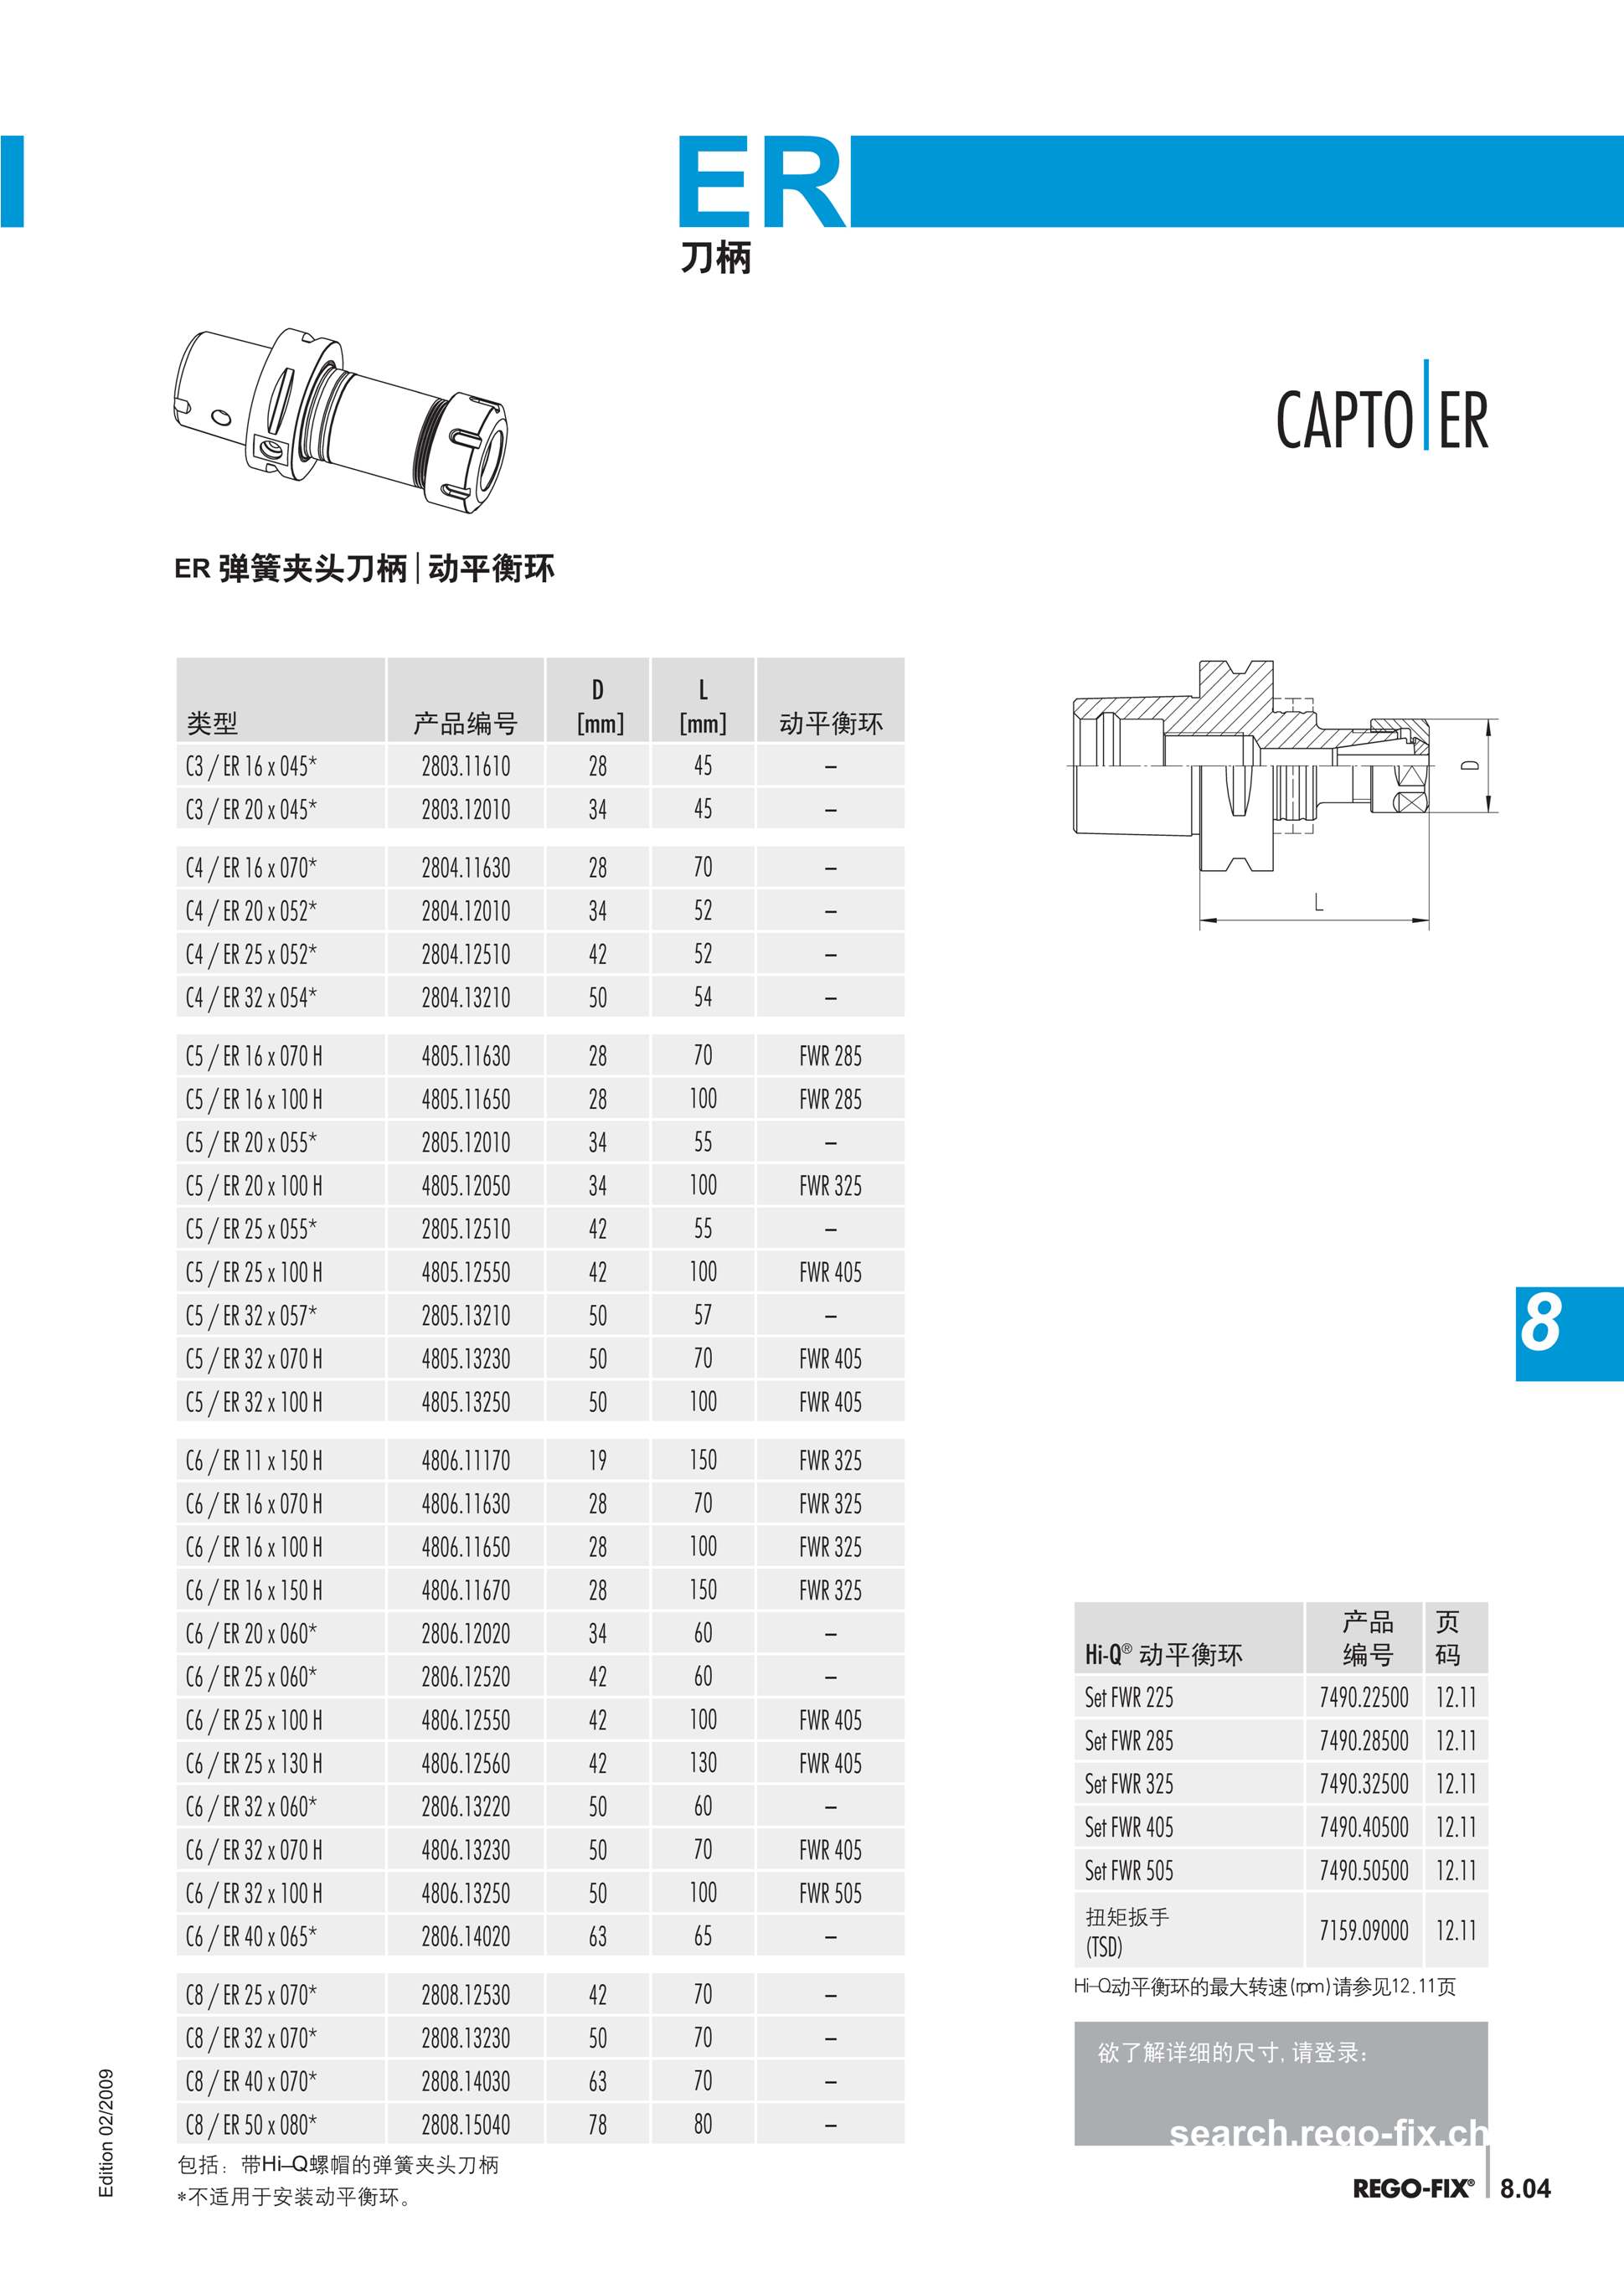 ER
刀柄
CAPTO ER
ER 弹簧夹头刀柄|动平衡环
类型 产品编号 D [mm] L [mm] 动平衡环
C3 / ER 16 x 045* 2803.11610 28 45 –
C3 / ER 20 x 045* 2803.12010 34 45 –
C4 / ER 16 x 070* 2804.11630 28 70 –
C4 / ER 20 x 052* 2804.12010 34 52 –
C4 / ER 25 x 052* 2804.12510 42 52 –
C4 / ER 32 x 054* 2804.13210 50 54 –
C5 / ER 16 x 070 H 4805.11630 28 70 FWR 285
C5 / ER 16 x 100 H 4805.11650 28 100 FWR 285
C5 / ER 20 x 055* 2805.12010 34 55 –
C5 / ER 20 x 100 H 4805.12050 34 100 FWR 325
C5 / ER 25 x 055* 2805.12510 42 55 –
C5 / ER 25 x 100 H 4805.12550 42 100 FWR 405
C5 / ER 32 x 057* 2805.13210 50 57 –
C5 / ER 32 x 070 H 4805.13230 50 70 FWR 405
C5 / ER 32 x 100 H 4805.13250 50 100 FWR 405
C6 / ER 11 x 150 H 4806.11170 19 150 FWR 325
C6 / ER 16 x 070 H 4806.11630 28 70 FWR 325
C6 / ER 16 x 100 H 4806.11650 28 100 FWR 325
C6 / ER 16 x 150 H 4806.11670 28 150 FWR 325
C6 / ER 20 x 060* 2806.12020 34 60 –
C6 / ER 25 x 060* 2806.12520 42 60 –
C6 / ER 25 x 100 H 4806.12550 42 100 FWR 405
C6 / ER 25 x 130 H 4806.12560 42 130 FWR 405
C6 / ER 32 x 060* 2806.13220 50 60 –
C6 / ER 32 x 070 H 4806.13230 50 70 FWR 405
C6 / ER 32 x 100 H 4806.13250 50 100 FWR 505
C6 / ER 40 x 065* 2806.14020 63 65 –
C8 / ER 25 x 070* 2808.12530 42 70 –
C8 / ER 32 x 070* 2808.13230 50 70 –
C8 / ER 40 x 070* 2808.14030 63 70 –
C8 / ER 50 x 080* 2808.15040 78 80 –
包括：带Hi-Q螺帽的弹簧夹头刀柄
*不适用于安装动平衡环。
D
L
8
Hi-Q® 动平衡环 产品编号 页码
Set FWR 225 7490.22500 12.11
Set FWR 285 7490.28500 12.11
Set FWR 325 7490.32500 12.11
Set FWR 405 7490.40500 12.11
Set FWR 505 7490.50500 12.11
扭矩扳手
(TSD) 7159.09000 12.11
Hi-Q动平衡环的最大转速(rpm)请参见12.11页
欲了解详细的尺寸, 请登录:
search.rego-fix.ch
REGO-FIX® 8.04
Edition 02/2009